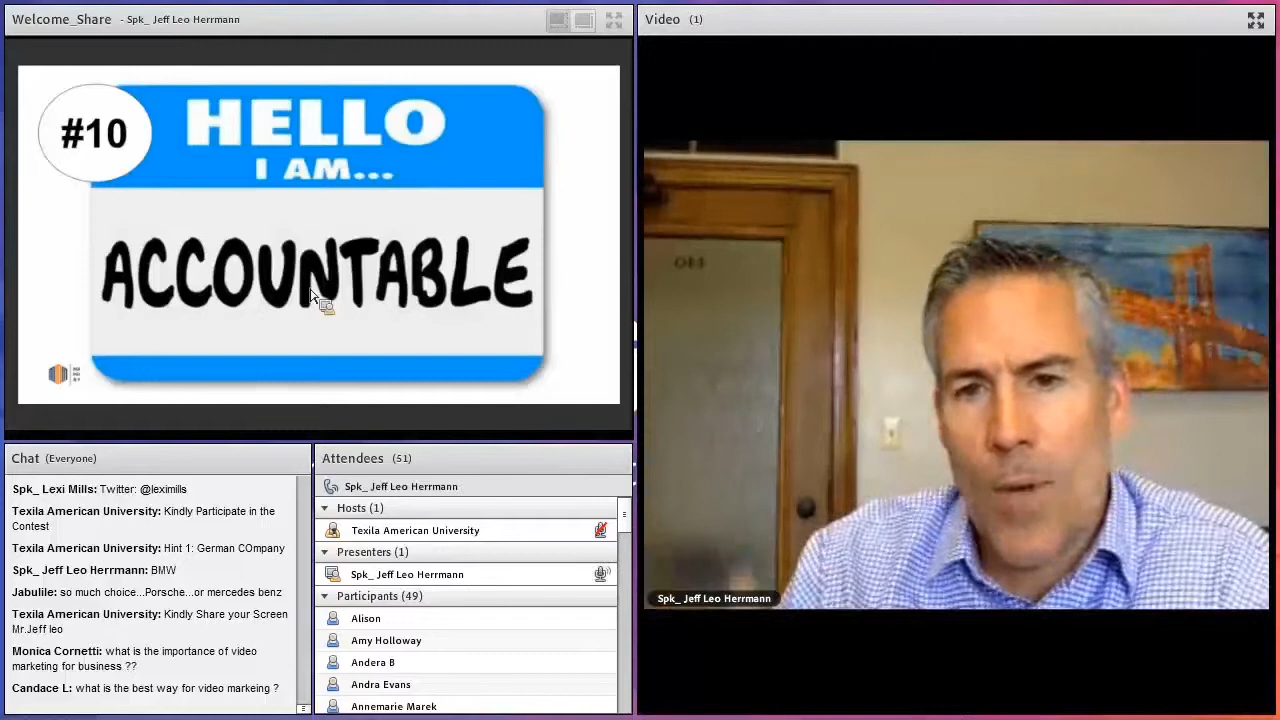 Welcome_Share - Spk_ Jeff Leo Herrmann
#10
HELLO
I AM...
ACCOUNTABLE
Video (1)
Spk_ Jeff Leo Herrmann
Chat (Everyone)
Spk_ Lexi Mills: Twitter: @leximills
Texila American University: Kindly Participate in the
Contest
Texila American University: Hint 1: German COmpany
Spk_ Jeff Leo Herrmann: BMW
Jabulile: so much choice...Porsche...or mercedes benz
Texila American University: Kindly Share your Screen
Mr.Jeff leo
Monica Cornetti: what is the importance of video
marketing for business ??
Candace L: what is the best way for video markeing ?
Attendees (51)
Spk_ Jeff Leo Herrmann
Hosts (1)
Texila American University
Presenters (1)
Spk_ Jeff Leo Herrmann
Participants (49)
Alison
Amy Holloway
Andera B
Andra Evans
Annemarie Marek